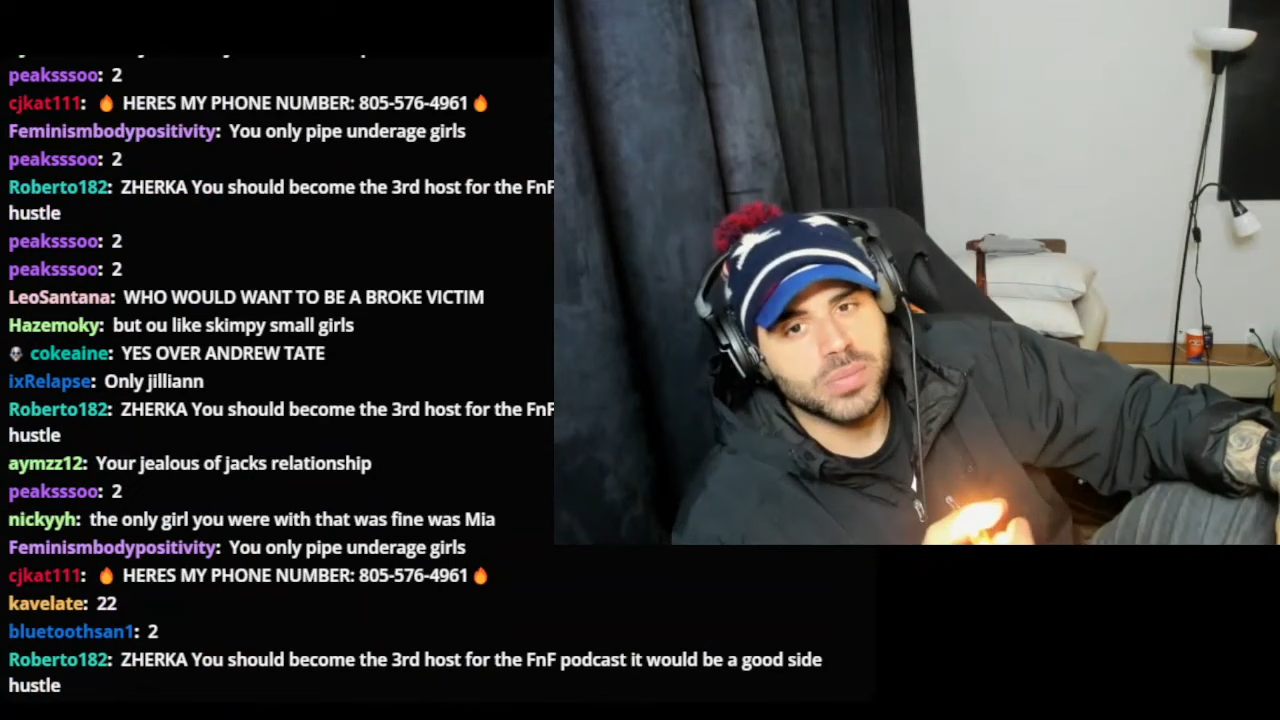 peaksssoo: 2
cjkat111: 🔥 HERES MY PHONE NUMBER: 805-576-4961🔥
Feminismbodypositivity: You only pipe underage girls
peaksssoo: 2
Roberto182: ZHERKA You should become the 3rd host for the FnF
hustle
peaksssoo: 2
peaksssoo: 2
LeoSantana: WHO WOULD WANT TO BE A BROKE VICTIM
Hazemoky: but ou like skimpy small girls
cokeaine: YES OVER ANDREW TATE
ixRelapse: Only jilliann
Roberto182: ZHERKA You should become the 3rd host for the FnF
hustle
aymzz12: Your jealous of jacks relationship
peaksssoo: 2
nickyyh: the only girl you were with that was fine was Mia
Feminismbodypositivity: You only pipe underage girls
cjkat111: 🔥 HERES MY PHONE NUMBER: 805-576-4961🔥
kavelate: 22
bluetoothsan1: 2
Roberto182: ZHERKA You should become the 3rd host for the FnF podcast it would be a good side
hustle